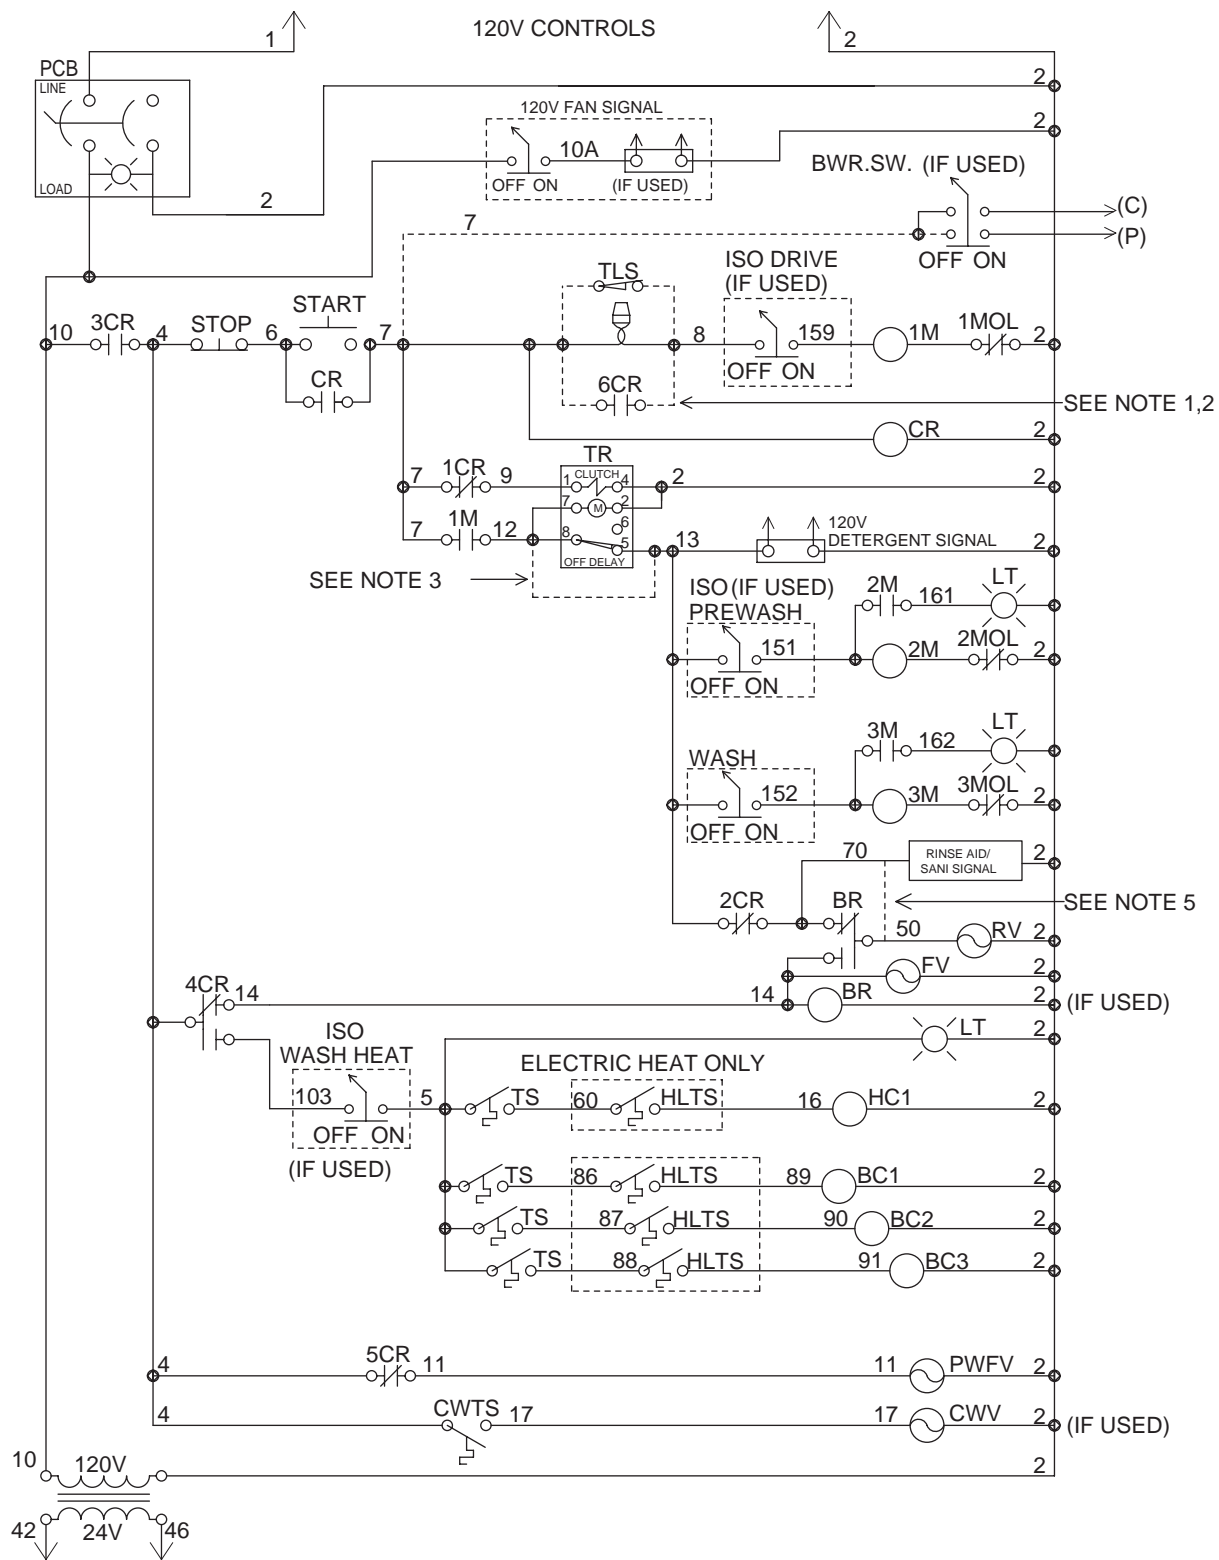 120V CONTROLS
1
2
PCB
LINE
LOAD
2
2
120V FAN SIGNAL
2
10A
OFF ON
(IF USED)
BWR.SW. (IF USED)
2
7
(C)
(P)
OFF ON
TLS
ISO DRIVE
(IF USED)
10
3CR
4
STOP
6
START
7
8
159
1M
1MOL
2
OFF ON
CR
6CR
SEE NOTE 1,2
CR
2
TR
7
1CR
9
1
CLUTCH
4
2
2
7
M
2
6
7
1M
12
8
5
OFF DELAY
13
120V
DETERGENT SIGNAL
2
SEE NOTE 3
ISO (IF USED)
PREWASH
2M
161
LT
151
2M
2MOL
2
OFF ON
3M
162
LT
WASH
152
3M
3MOL
2
OFF ON
70
RINSE AID/
SANI SIGNAL
2
2CR
BR
SEE NOTE 5
50
RV
2
FV
2
4CR
14
14
BR
2
(IF USED)
ISO
WASH HEAT
LT
2
ELECTRIC HEAT ONLY
103
5
TS
60
HLTS
16
HC1
2
OFF ON
(IF USED)
TS
86
HLTS
89
BC1
2
TS
87
HLTS
90
BC2
2
TS
88
HLTS
91
BC3
2
4
5CR
11
11
PWFV
2
4
CWTS
17
17
CWV
2
(IF USED)
10
120V
2
42
24V
46